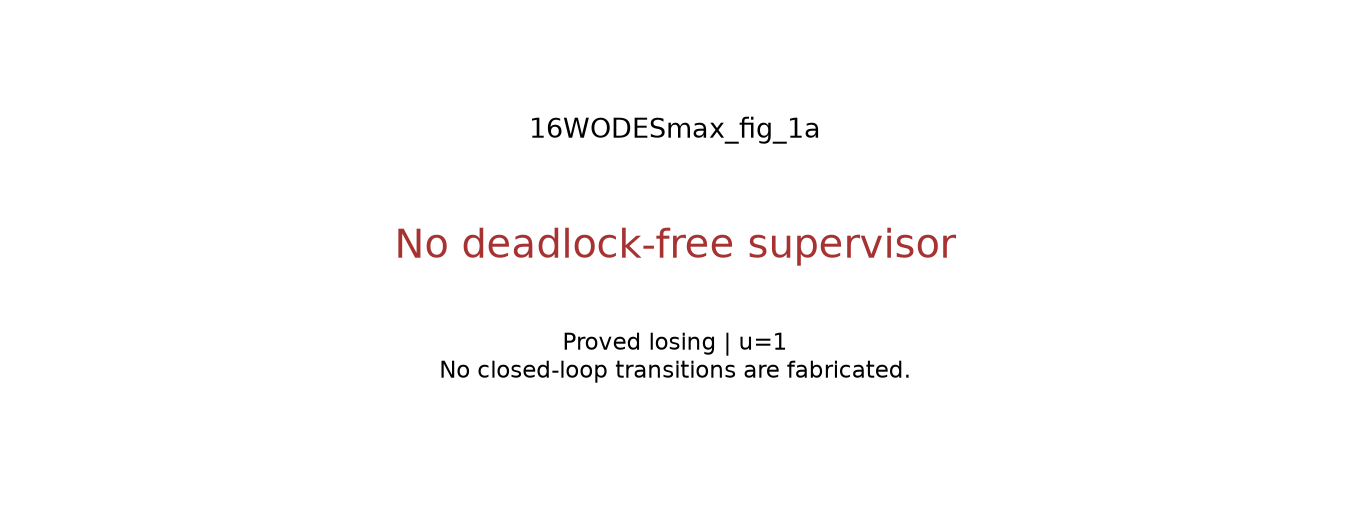 16WODESmax_fig_1a
No deadlock-free supervisor
Proved losing | u=1
No closed-loop transitions are fabricated.